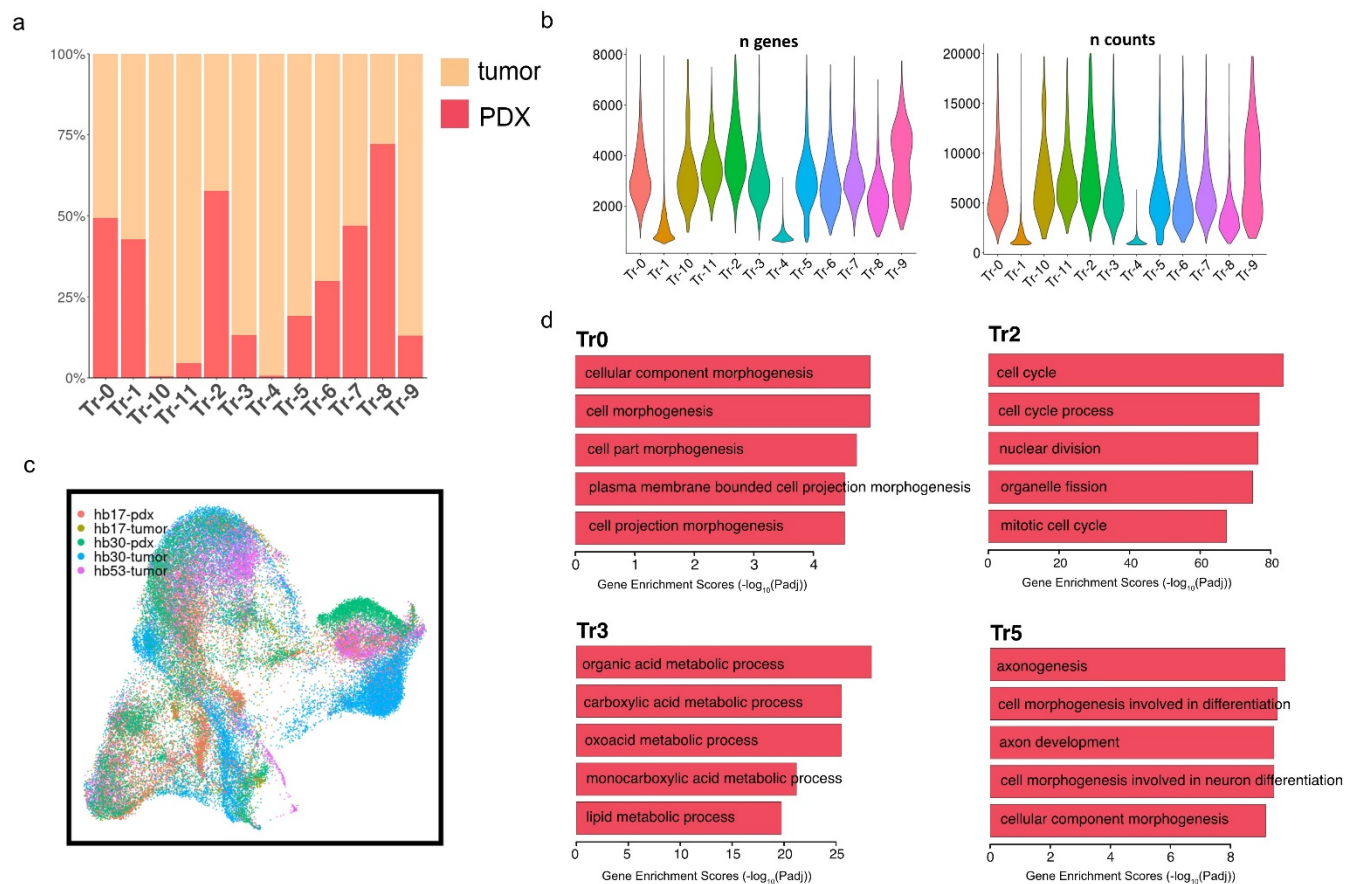 a
100%
75%
50%
25%
0%
tumor
PDX
Tr-0
Tr-1
Tr-10
Tr-11
Tr-2
Tr-3
Tr-4
Tr-5
Tr-6
Tr-7
Tr-8
Tr-9
b
n genes
8000
6000
4000
2000
Tr-0
Tr-1
Tr-10
Tr-11
Tr-2
Tr-3
Tr-4
Tr-5
Tr-6
Tr-7
Tr-8
Tr-9
n counts
20000
15000
10000
5000
0
Tr-0
Tr-1
Tr-10
Tr-11
Tr-2
Tr-3
Tr-4
Tr-5
Tr-6
Tr-7
Tr-8
Tr-9
c
hb17-pdx
hb17-tumor
hb30-pdx
hb30-tumor
hb53-tumor
d
Tr0
cellular component morphogenesis
cell morphogenesis
cell part morphogenesis
plasma membrane bounded cell projection morphogenesis
cell projection morphogenesis
0 1 2 3 4
Gene Enrichment Scores (-log10(Padj))
Tr2
cell cycle
cell cycle process
nuclear division
organelle fission
mitotic cell cycle
0 20 40 60 80
Gene Enrichment Scores (-log10(Padj))
Tr3
organic acid metabolic process
carboxylic acid metabolic process
oxoacid metabolic process
monocarboxylic acid metabolic process
lipid metabolic process
0 5 10 15 20 25
Gene Enrichment Scores (-log10(Padj))
Tr5
axonogenesis
cell morphogenesis involved in differentiation
axon development
cell morphogenesis involved in neuron differentiation
cellular component morphogenesis
0 2 4 6 8
Gene Enrichment Scores (-log10(Padj))